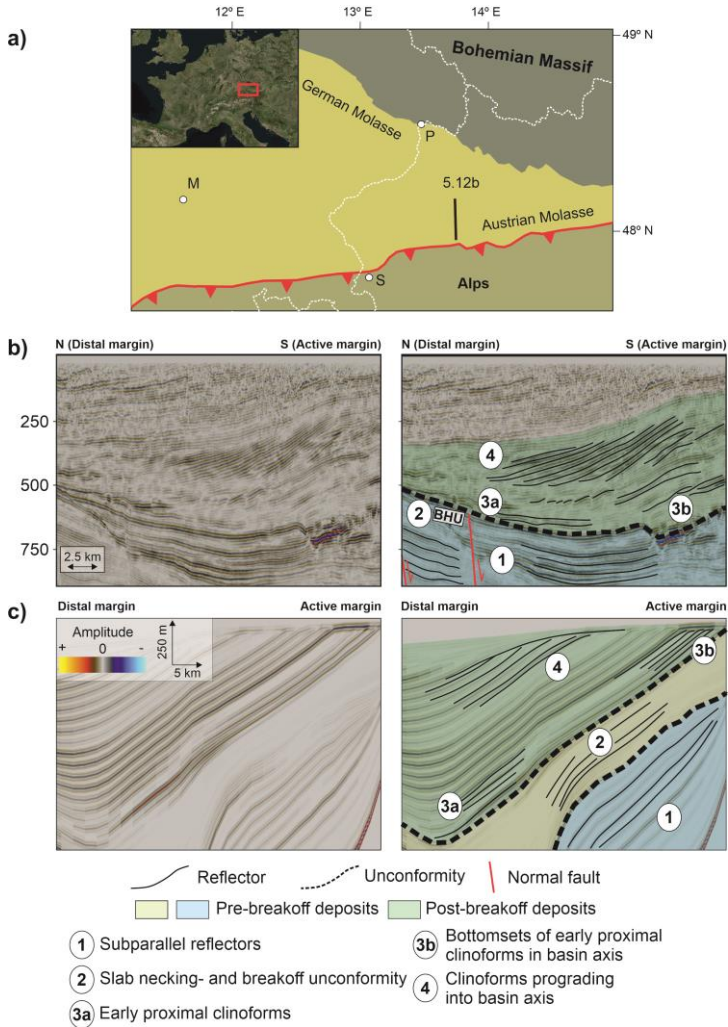 a)
12º E
13º E
14º E
49º N
Bohemian Massif
German Molasse
P
M
5.12b
Austrian Molasse
48º N
S
Alps
b)
N (Distal margin)
S (Active margin)
N (Distal margin)
S (Active margin)
250
500
750
2.5 km
4
3a
3b
2
BHU
1
c)
Distal margin
Active margin
Distal margin
Active margin
Amplitude
+
0
-
250 m
5 km
3b
4
2
3a
1
Reflector
Unconformity
Normal fault
Pre-breakoff deposits
Post-breakoff deposits
1 Subparallel reflectors
3b Bottomsets of early proximal
clinoforms in basin axis
2 Slab necking- and breakoff unconformity
4 Clinoforms prograding
into basin axis
3a Early proximal clinoforms